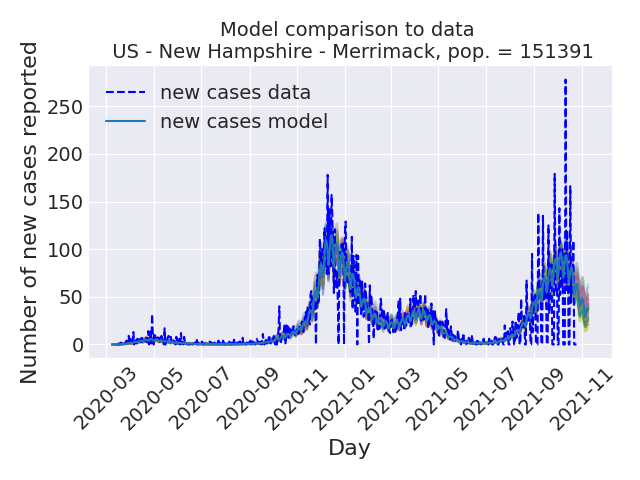 Model comparison to data
US - New Hampshire - Merrimack, pop. = 151391
Number of new cases reported
250
200
150
100
50
0
new cases data
new cases model
2020-03
2020-05
2020-07
2020-09
2020-11
2021-01
2021-03
2021-05
2021-07
2021-09
2021-11
Day